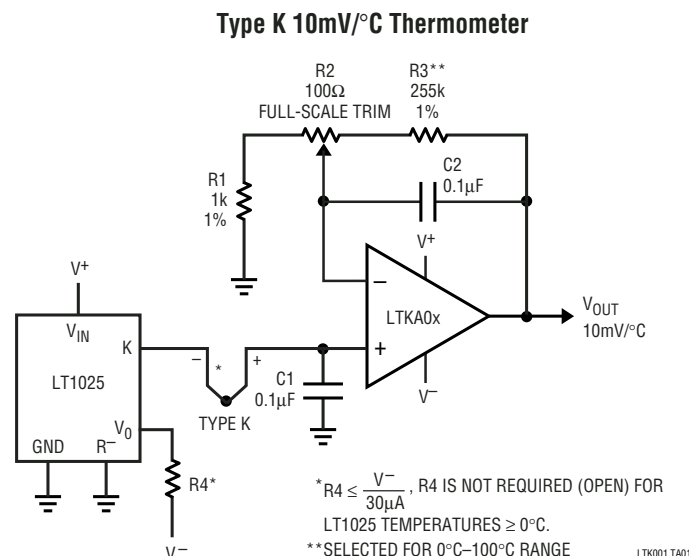 Type K 10mV/°C Thermometer
R2
100Ω
FULL-SCALE TRIM
R3**
255k
1%
R1
1k
1%
C2
0.1µF
V+
V+
VIN
K
LT1025
V0
GND
R–
R4*
V–
–
*
+
TYPE K
C1
0.1µF
–
+
LTKA0x
V–
VOUT
10mV/°C
*R4 ≤ V–/30µA, R4 IS NOT REQUIRED (OPEN) FOR
LT1025 TEMPERATURES ≥ 0°C.
**SELECTED FOR 0°C–100°C RANGE
LTK001 TA01